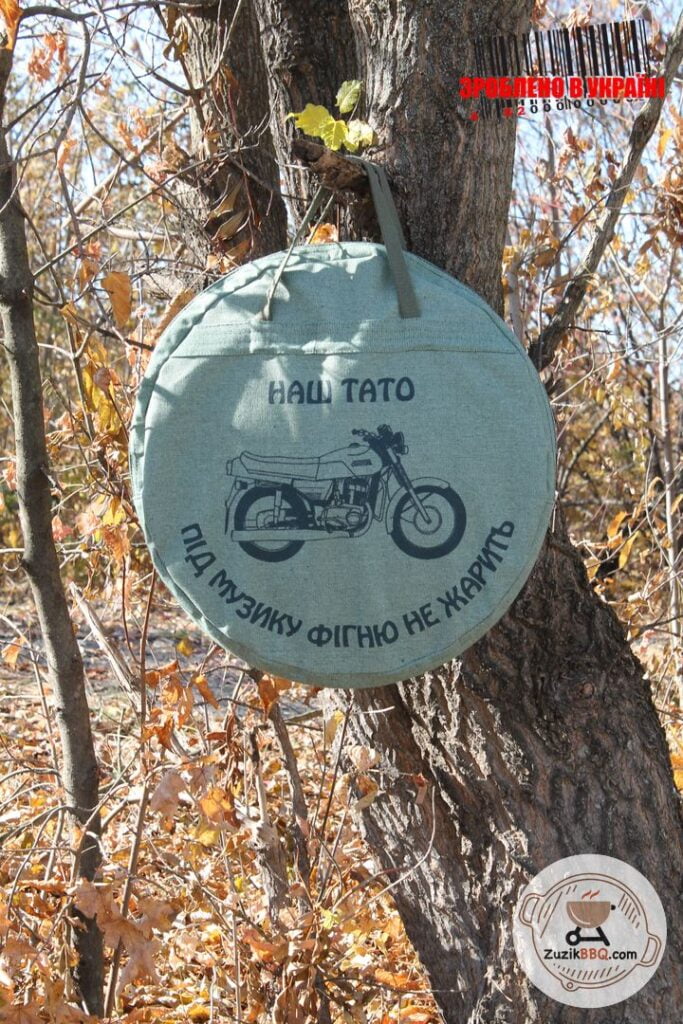 ЗРОБЛЕНО В УКРАЇНІ
НАШ ТАТО
ПІД МУЗИКУ ФІГНЮ НЕ ЖАРИТЬ
ZuzikBBQ.com